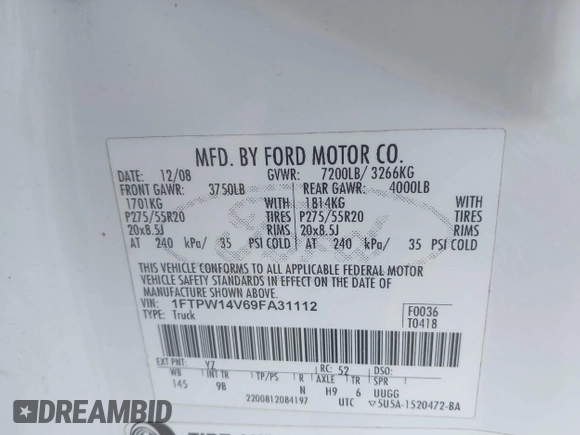 MFD. BY FORD MOTOR CO.
DATE: 12/08 GVWR: 7200LB/ 3266KG
FRONT GAWR: 3750LB REAR GAWR: 4000LB
1701KG 1814KG
P275/55R20 TIRES P275/55R20 TIRES
20x8.5J RIMS 20x8.5J RIMS
AT 240 kPa/ 35 PSI COLD AT 240 kPa/ 35 PSI COLD
THIS VEHICLE CONFORMS TO ALL APPLICABLE FEDERAL MOTOR
VEHICLE SAFETY STANDARDS IN EFFECT ON THE DATE OF
MANUFACTURE SHOWN ABOVE.
VIN: 1FTPW14V69FA31112 F0036
TYPE: Truck T0418
EXT PNT: YZ RC: 52 DSO:
WB INT TR TP/PS R AXLE TR SPR
145 9B N H9 6 UUGG
2200812084197 UTC ▽5U5A-1520472-BA
DREAMBID